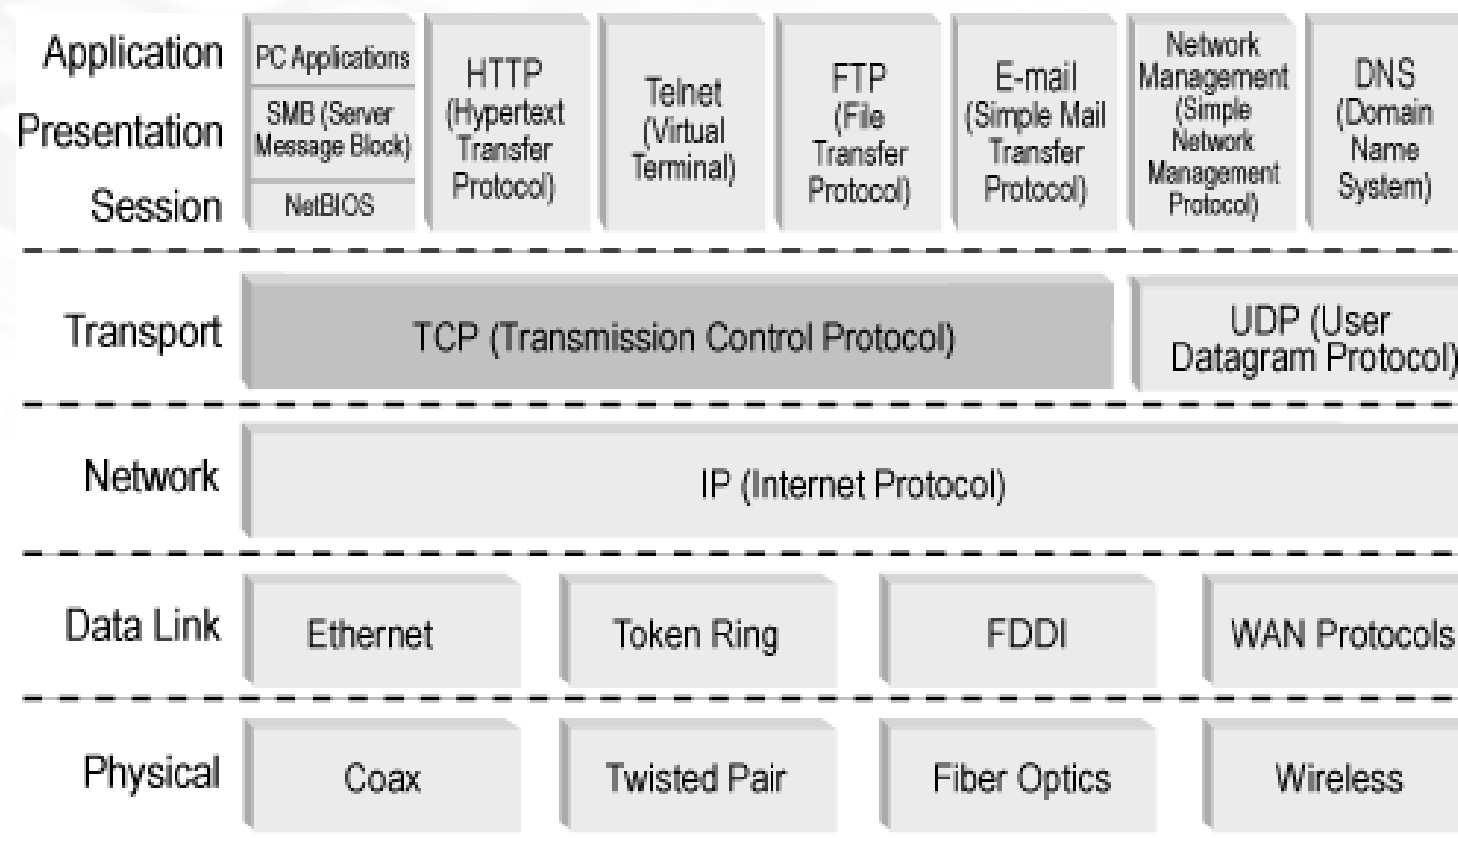 Application
Presentation
Session
PC Applications
SMB (Server
Message Block)
NetBIOS
HTTP
(Hypertext
Transfer
Protocol)
Telnet
(Virtual
Terminal)
FTP
(File
Transfer
Protocol)
E-mail
(Simple Mail
Transfer
Protocol)
Network
Management
(Simple
Network
Management
Protocol)
DNS
(Domain
Name
System)
Transport
TCP (Transmission Control Protocol)
UDP (User
Datagram Protocol)
Network
IP (Internet Protocol)
Data Link
Ethernet
Token Ring
FDDI
WAN Protocols
Physical
Coax
Twisted Pair
Fiber Optics
Wireless